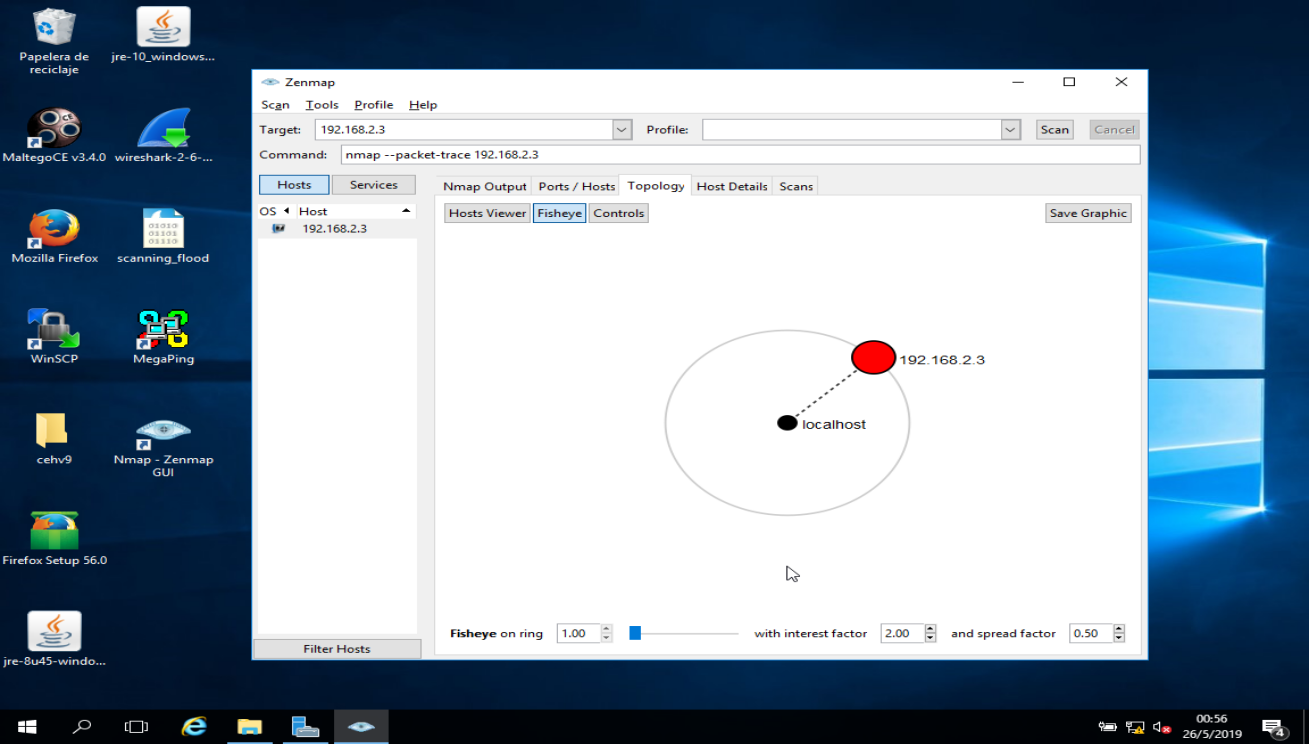 Papelera de
reciclaje
jre-10_windows...
MaltegoCE v3.4.0
wireshark-2-6-...
Mozilla Firefox
01010
01101
01110
scanning_flood
WinSCP
MegaPing
cehv9
Nmap - Zenmap
GUI
Firefox Setup 56.0
jre-8u45-windo...
Zenmap
Scan Tools Profile Help
Target: 192.168.2.3 Profile: Scan Cancel
Command: nmap --packet-trace 192.168.2.3
Hosts Services
Nmap Output Ports / Hosts Topology Host Details Scans
OS Host
192.168.2.3
Hosts Viewer Fisheye Controls Save Graphic
192.168.2.3
localhost
Fisheye on ring 1.00 with interest factor 2.00 and spread factor 0.50
Filter Hosts
00:56
26/5/2019
4